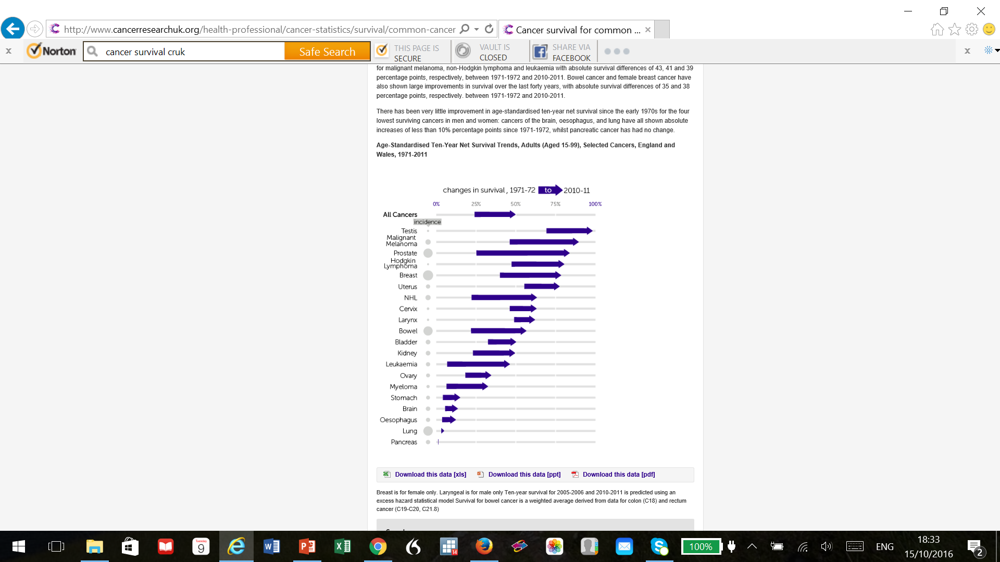 http://www.cancerresearchuk.org/health-professional/cancer-statistics/survival/common-cancer
Cancer survival for common ...
Norton
cancer survival cruk
Safe Search
THIS PAGE IS
SECURE
VAULT IS
CLOSED
SHARE VIA
FACEBOOK
for malignant melanoma, non-Hodgkin lymphoma and leukaemia with absolute survival differences of 43, 41 and 39
percentage points, respectively, between 1971-1972 and 2010-2011. Bowel cancer and female breast cancer have
also shown large improvements in survival over the last forty years, with absolute survival differences of 35 and 38
percentage points, respectively. between 1971-1972 and 2010-2011.
There has been very little improvement in age-standardised ten-year net survival since the early 1970s for the four
lowest surviving cancers in men and women: cancers of the brain, oesophagus, and lung have all shown absolute
increases of less than 10% percentage points since 1971-1972, whilst pancreatic cancer has had no change.
Age-Standardised Ten-Year Net Survival Trends, Adults (Aged 15-99), Selected Cancers, England and
Wales, 1971-2011
changes in survival, 1971-72 to 2010-11
0% 25% 50% 75% 100%
All Cancers
incidence
Testis
Malignant
Melanoma
Prostate
Hodgkin
Lymphoma
Breast
Uterus
NHL
Cervix
Larynx
Bowel
Bladder
Kidney
Leukaemia
Ovary
Myeloma
Stomach
Brain
Oesophagus
Lung
Pancreas
Download this data [xls] Download this data [ppt] Download this data [pdf]
Breast is for female only. Laryngeal is for male only Ten-year survival for 2005-2006 and 2010-2011 is predicted using an
excess hazard statistical model Survival for bowel cancer is a weighted average derived from data for colon (C18) and rectum
cancer (C19-C20, C21.8)
Tuesday
9
14
100%
ENG
18:33
15/10/2016
2